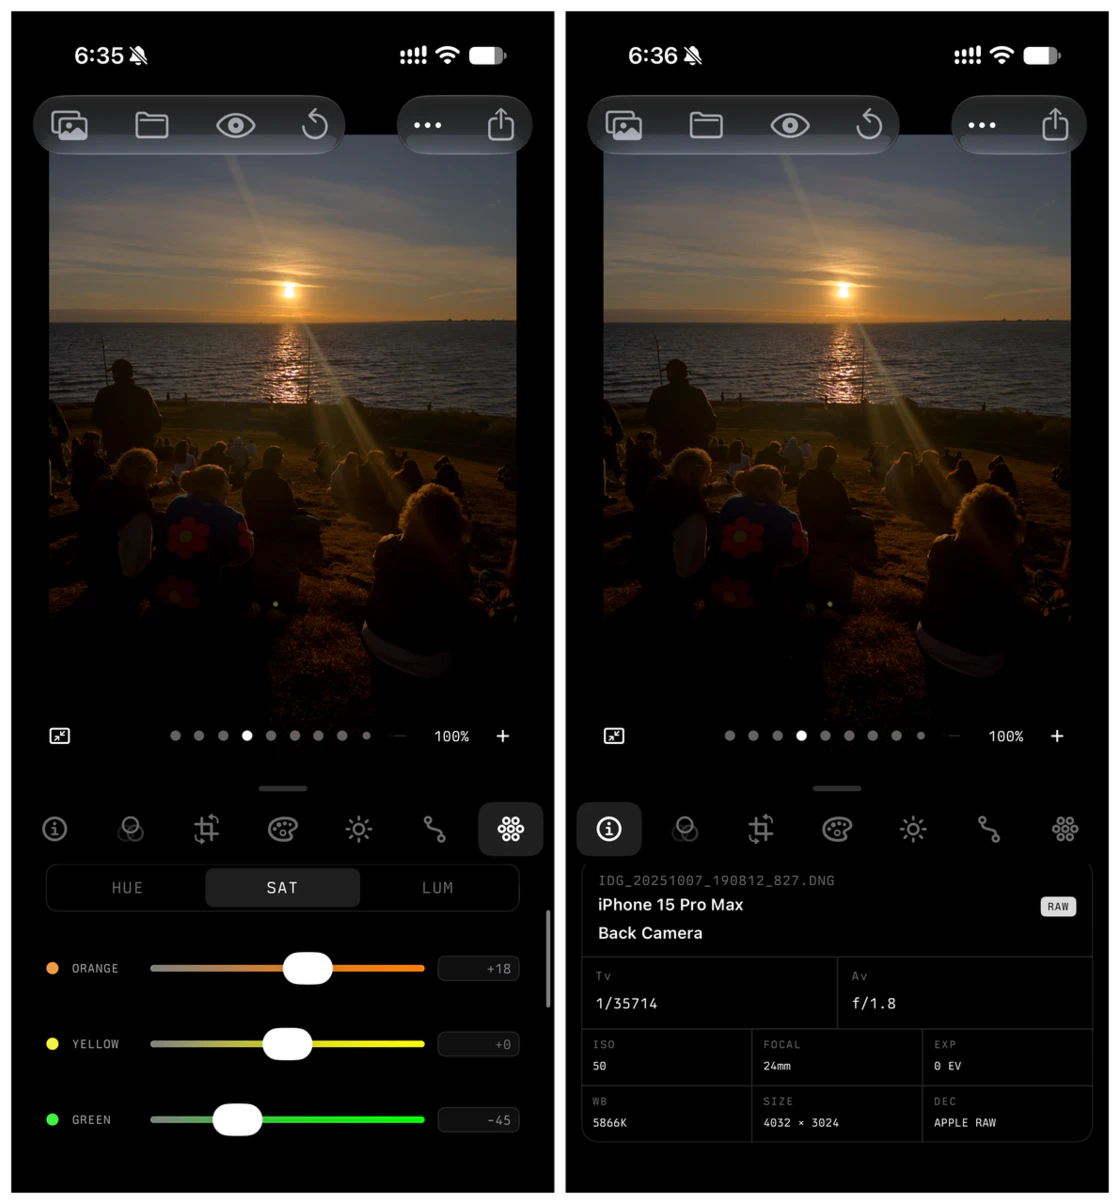 6:35
100%
HUE SAT LUM
ORANGE +18
YELLOW +0
GREEN -45
6:36
100%
IDG_20251007_190812_827.DNG
iPhone 15 Pro Max
RAW
Back Camera
Tv Av
1/35714 f/1.8
ISO FOCAL EXP
50 24mm 0 EV
WB SIZE DEC
5866K 4032 × 3024 APPLE RAW